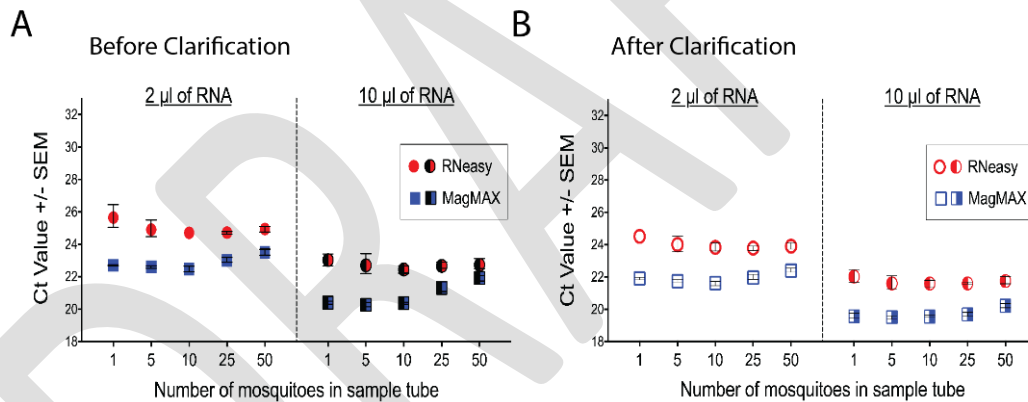 A
Before Clarification
2 µl of RNA
10 µl of RNA
Ct Value +/- SEM
32
30
28
26
24
22
20
18
RNeasy
MagMAX
1 5 10 25 50 1 5 10 25 50
Number of mosquitoes in sample tube
B
After Clarification
2 µl of RNA
10 µl of RNA
Ct Value +/- SEM
32
30
28
26
24
22
20
18
RNeasy
MagMAX
1 5 10 25 50 1 5 10 25 50
Number of mosquitoes in sample tube